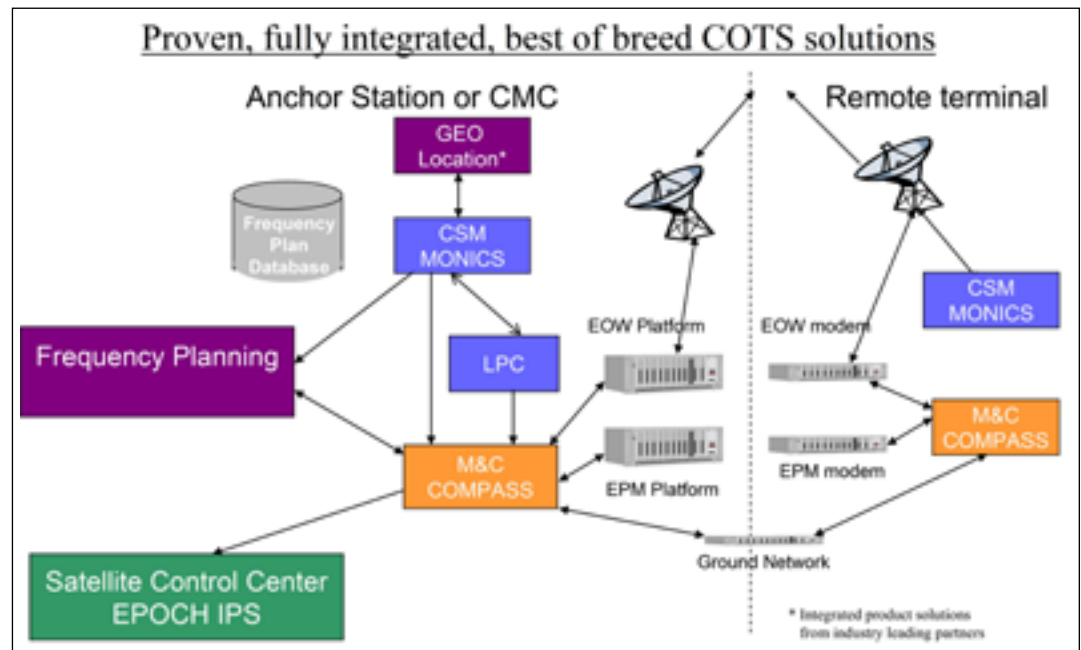 Proven, fully integrated, best of breed COTS solutions
Anchor Station or CMC
Remote terminal
GEO
Location*
Frequency
Plan
Database
CSM
MONICS
CSM
MONICS
EOW Platform
EOW modem
Frequency Planning
LPC
M&C
COMPASS
M&C
COMPASS
EPM Platform
EPM modem
Ground Network
Satellite Control Center
EPOCH IPS
* Integrated product solutions
from industry leading partners